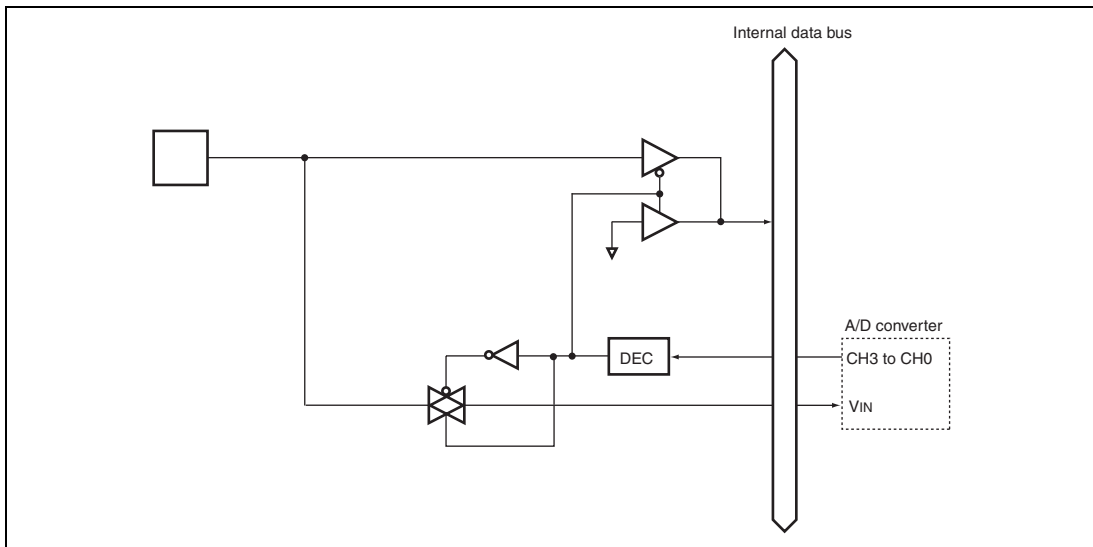 Internal data bus
A/D converter
DEC
CH3 to CH0
VIN